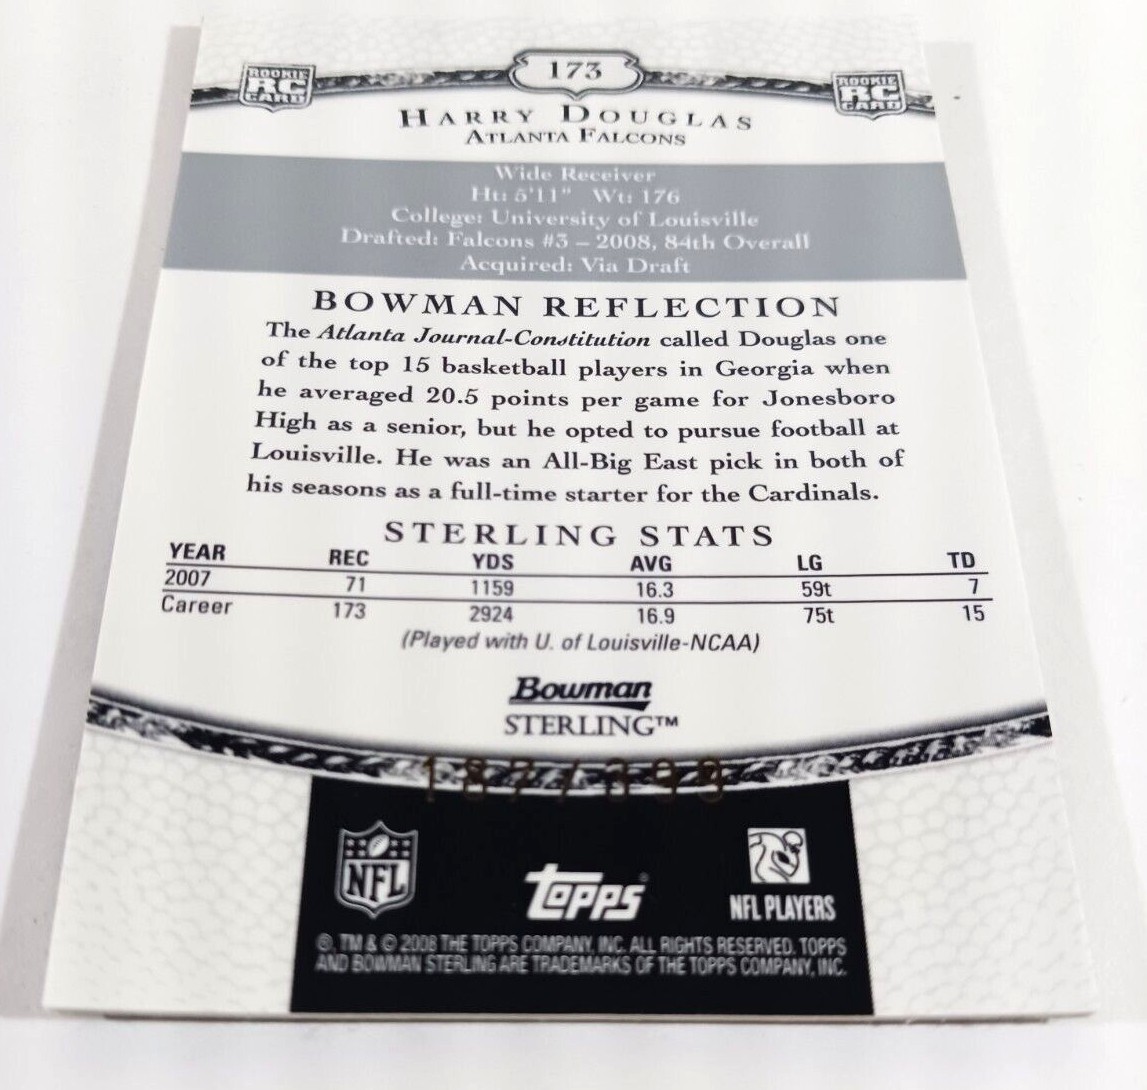 173
ROOKIE RC CARD
ROOKIE RC CARD
HARRY DOUGLAS
ATLANTA FALCONS
Wide Receiver
Ht: 5'11" Wt: 176
College: University of Louisville
Drafted: Falcons #3 – 2008, 84th Overall
Acquired: Via Draft
BOWMAN REFLECTION
The Atlanta Journal-Constitution called Douglas one
of the top 15 basketball players in Georgia when
he averaged 20.5 points per game for Jonesboro
High as a senior, but he opted to pursue football at
Louisville. He was an All-Big East pick in both of
his seasons as a full-time starter for the Cardinals.
STERLING STATS
YEAR REC YDS AVG LG TD
2007 71 1159 16.3 59t 7
Career 173 2924 16.9 75t 15
(Played with U. of Louisville-NCAA)
Bowman
STERLING™
187/399
NFL
Topps®
NFL PLAYERS
®, TM & © 2008 THE TOPPS COMPANY, INC. ALL RIGHTS RESERVED. TOPPS
AND BOWMAN STERLING ARE TRADEMARKS OF THE TOPPS COMPANY, INC.